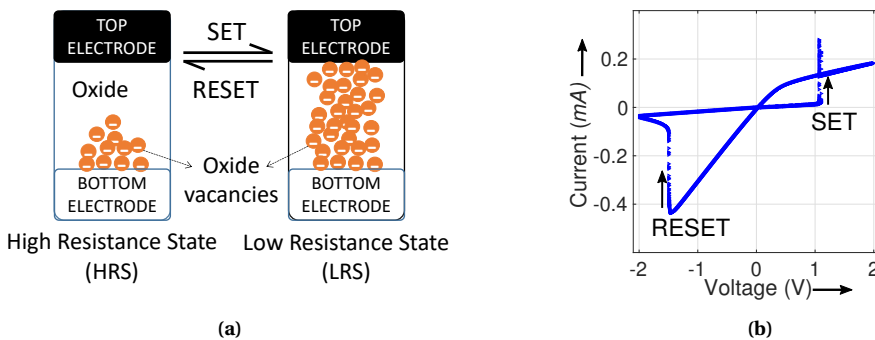 TOP
ELECTRODE
SET
RESET
TOP
ELECTRODE
Oxide
Oxide
vacancies
BOTTOM
ELECTRODE
BOTTOM
ELECTRODE
High Resistance State
(HRS)
Low Resistance State
(LRS)
(a)
Current (mA)
0.2
0
-0.2
-0.4
SET
RESET
-2
-1
0
1
2
Voltage (V)
(b)